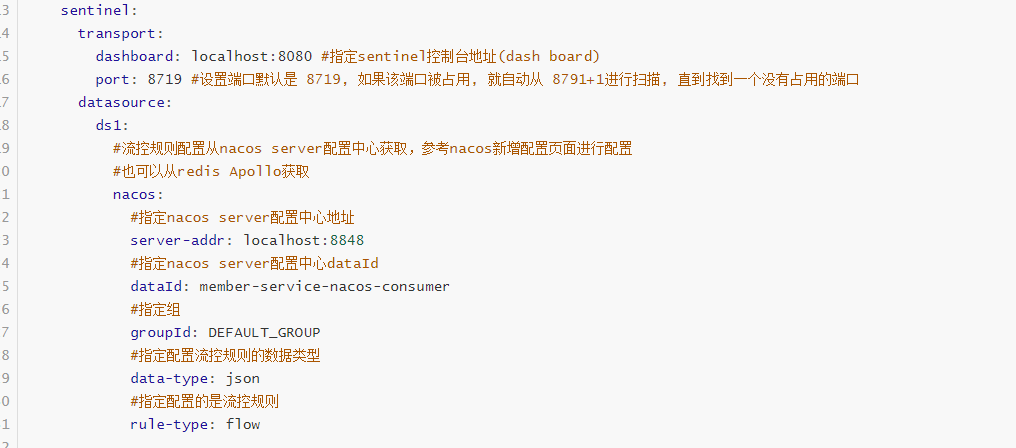 3 sentinel:
4 transport:
5 dashboard: localhost:8080 #指定sentinel控制台地址(dash board)
6 port: 8719 #设置端口默认是 8719, 如果该端口被占用, 就自动从 8791+1进行扫描, 直到找到一个没有占用的端口
7 datasource:
8 ds1:
9 #流控规则配置从nacos server配置中心获取，参考nacos新增配置页面进行配置
0 #也可以从redis Apollo获取
1 nacos:
2 #指定nacos server配置中心地址
3 server-addr: localhost:8848
4 #指定nacos server配置中心dataId
5 dataId: member-service-nacos-consumer
6 #指定组
7 groupId: DEFAULT_GROUP
8 #指定配置流控规则的数据类型
9 data-type: json
0 #指定配置的是流控规则
1 rule-type: flow
2